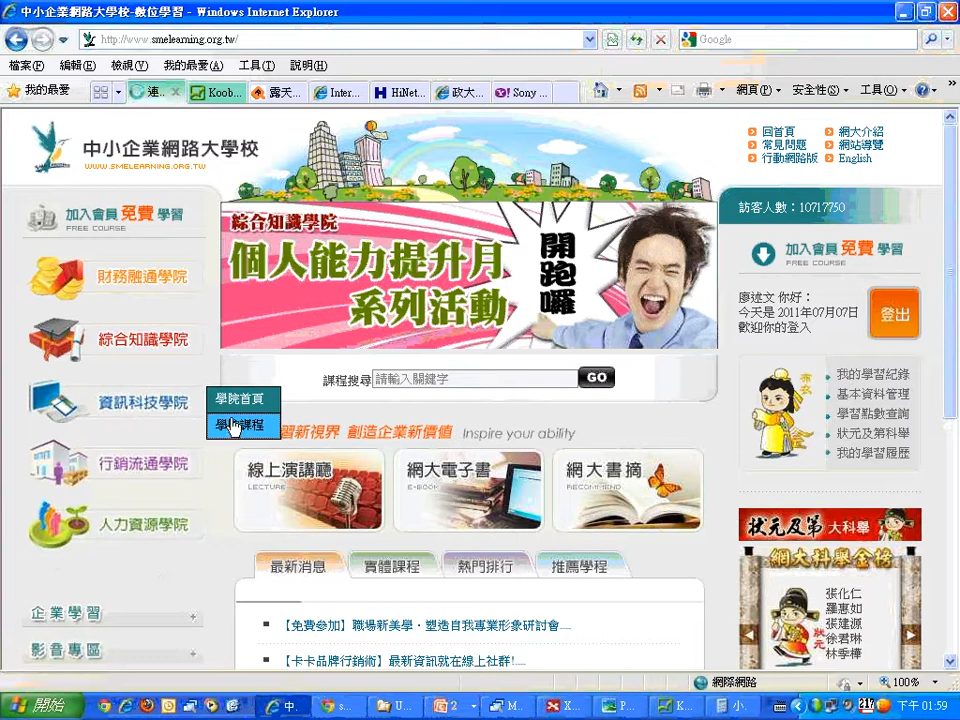 中小企業網路大學校-數位學習 - Windows Internet Explorer
http://www.smelearning.org.tw/
Google
檔案(F) 編輯(E) 檢視(V) 我的最愛(A) 工具(T) 說明(H)
我的最愛
連... Koob... 露天... Inter... HiNet... 政大... Sony ...
網頁(P) 安全性(S) 工具(O)
中小企業網路大學校
WWW.SMELEARNING.ORG.TW
回首頁 網大介紹
常見問題 網站導覽
行動網路版 English
加入會員 免費 學習
FREE COURSE
財務融通學院
綜合知識學院
資訊科技學院
行銷流通學院
人力資源學院
企業學習
影音專區
綜合知識學院
個人能力提升月
系列活動
開跑囉
課程搜尋 請輸入關鍵字 GO
學院首頁
習新視界 創造企業新價值 Inspire your ability
線上演講廳
LECTURE
網大電子書
E-BOOK
網大書摘
RECOMMEND
最新消息 實體課程 熱門排行 推薦學程
【免費參加】職場新美學‧塑造自我專業形象研討會....
【卡卡品牌行銷術】最新資訊就在線上社群!....
訪客人數：10717750
加入會員 免費 學習
FREE COURSE
廖述文 你好：
今天是 2011年07月07日
歡迎你的登入
登出
布衣
我的學習紀錄
基本資料管理
學習點數查詢
狀元及第科舉
我的學習履歷
狀元及第 大科舉
網大科舉金榜
狀元
張化仁
羅惠如
張建源
徐君琳
林季樺
網際網路
100%
開始
中. s... U... 2 M... X... P... K... 小.
下午 01:59